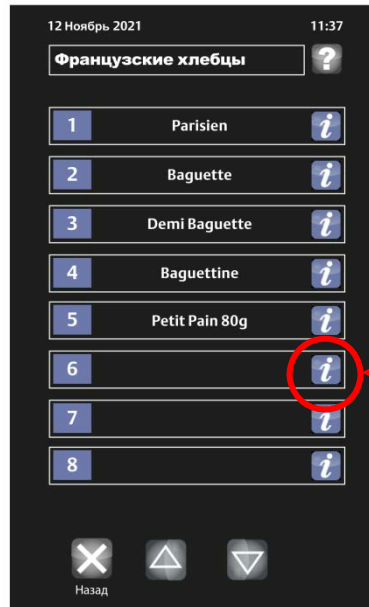 12 Ноябрь 2021 11:37
Французские хлебцы ?
1 Parisien i
2 Baguette i
3 Demi Baguette i
4 Baguettine i
5 Petit Pain 80g i
6 i
7 i
8 i
Назад